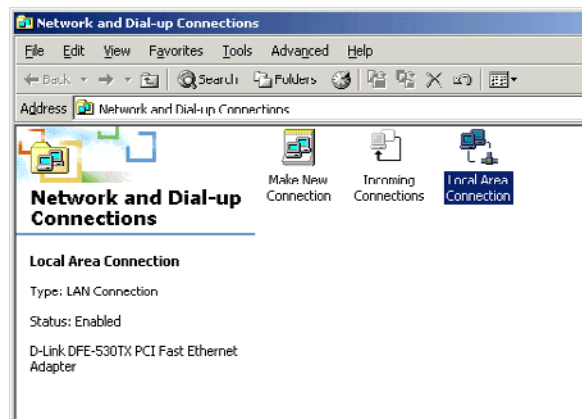 Network and Dial-up Connections
File Edit View Favorites Tools Advanced Help
Back Search Folders
Address Network and Dial-up Connections
Make New Connection
Incoming Connections
Local Area Connection
Network and Dial-up
Connections
Local Area Connection
Type: LAN Connection
Status: Enabled
D-Link DFE-530TX PCI Fast Ethernet
Adapter